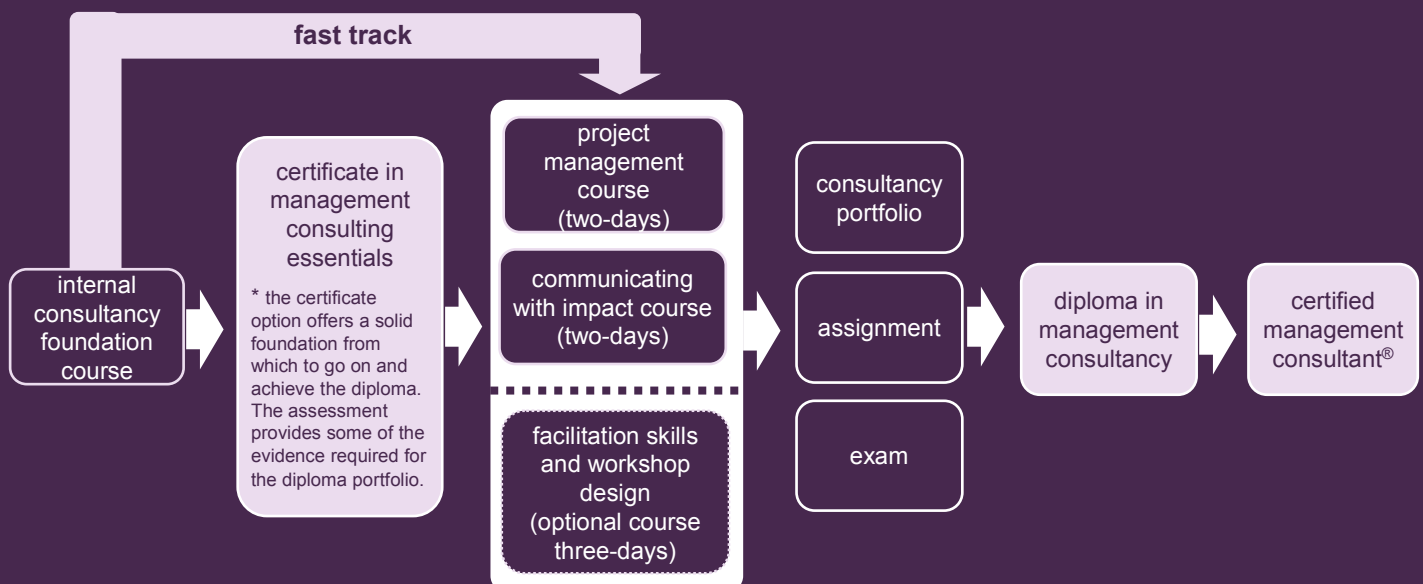 fast track
internal
consultancy
foundation
course
certificate in
management
consulting
essentials
* the certificate
option offers a solid
foundation from
which to go on and
achieve the diploma.
The assessment
provides some of the
evidence required for
the diploma portfolio.
project
management
course
(two-days)
communicating
with impact course
(two-days)
facilitation skills
and workshop
design
(optional course
three-days)
consultancy
portfolio
assignment
exam
diploma in
management
consultancy
certified
management
consultant®